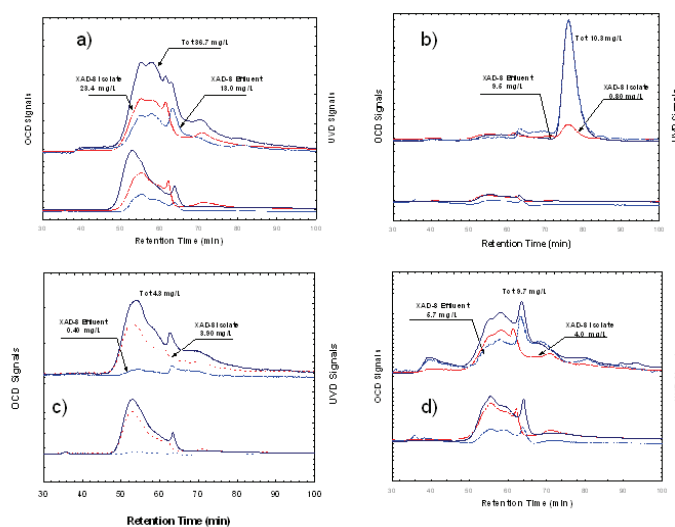 a)
Tot 36.7 mg/L
XAD-8 Isolate
23.4 mg/L
XAD-8 Effluent
13.0 mg/L
OCD Signals
UVD Signals
30 40 50 60 70 80 90 100
Retention Time (min)
b)
Tot 10.3 mg/L
XAD-8 Effluent
9.5 mg/L
XAD-8 Isolate
0.80 mg/L
OCD Signals
UVD Signals
30 40 50 60 70 80 90 100
Retention Time (min)
Tot 4.3 mg/L
XAD-8 Effluent
0.40 mg/L
XAD-8 Isolate
3.90 mg/L
OCD Signals
UVD Signals
c)
30 40 50 60 70 80 90 100
Retention Time (min)
Tot 9.7 mg/L
XAD-8 Effluent
5.7 mg/L
XAD-8 Isolate
4.0 mg/L
OCD Signals
d)
30 40 50 60 70 80 90 100
Retention Time (min)